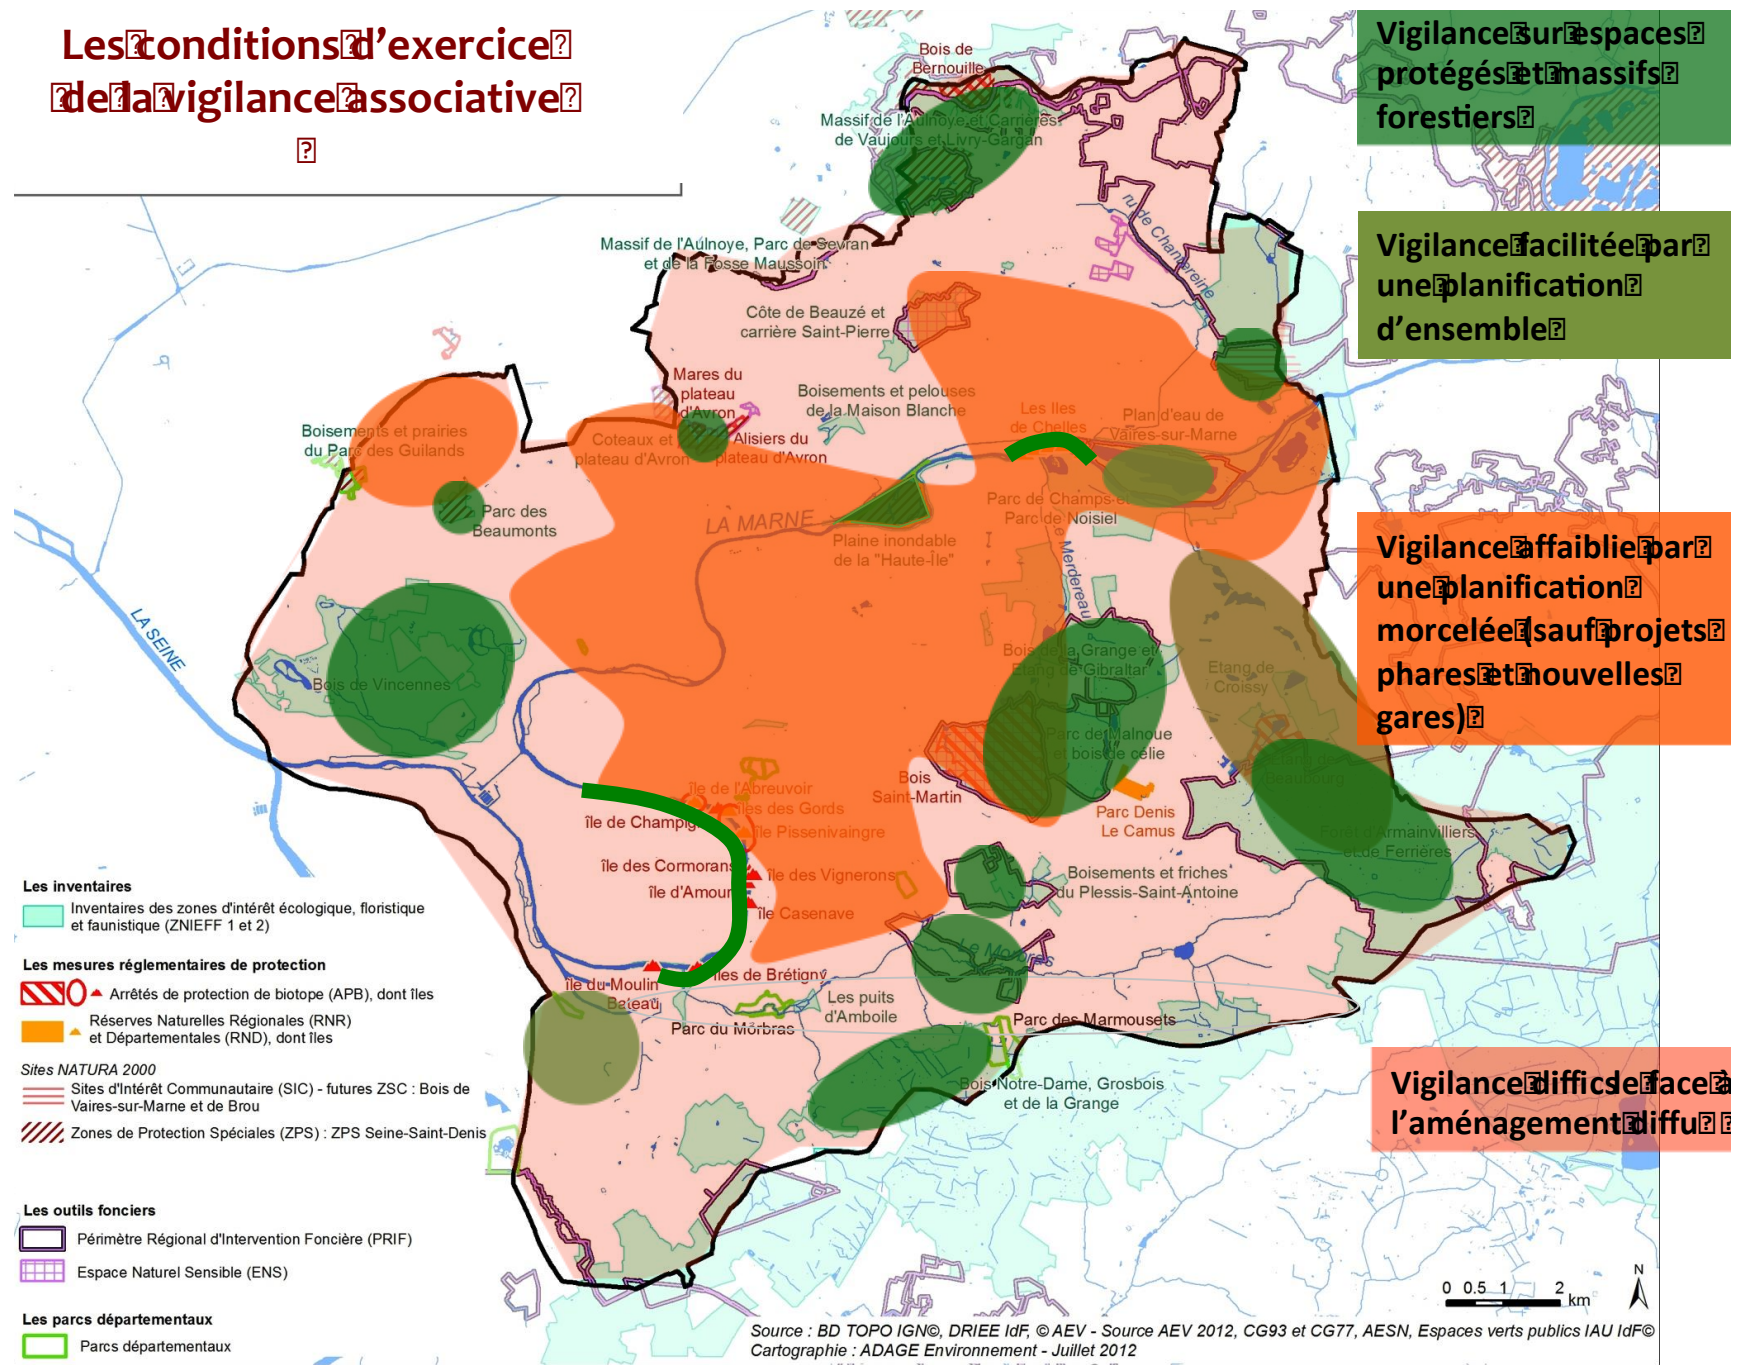 Les conditions d’exercice
de la vigilance associative
Vigilance sur espaces
protégés et massifs
forestiers
Vigilance facilitée par
une planification
d’ensemble
Vigilance affaiblie par
une planification
morcelée (sauf projets
phares et nouvelles
gares)
Vigilance difficsle face à
l’aménagement diffu
Bois de
Bernouille
Massif de l'Aulnoye et Carrières
de Vaujours et Livry-Gargan
ru de Chantereine
Massif de l'Aulnoye, Parc de Sevran
et de la Fosse Maussoin
Côte de Beauzé et
carrière Saint-Pierre
Mares du
plateau
d'Avron
Boisements et pelouses
de la Maison Blanche
Les Iles
de Chelles
Plan d'eau de
Vaires-sur-Marne
Boisements et prairies
du Parc des Guilands
Coteaux et
plateau d'Avron
Alisiers du
plateau d'Avron
Parc des
Beaumonts
LA MARNE
Parc de Champs et
Parc de Noisiel
Plaine inondable
de la "Haute-Île"
Le Merdereau
LA SEINE
Bois de Vincennes
Bois de la Grange et
Etang de Gibraltar
Etang de
Croissy
Parc de Malnoue
et bois de célie
Etang de
Beaubourg
Bois
Saint-Martin
Parc Denis
Le Camus
île de l'Abreuvoir
îles des Gords
île de Champig
île Pissenivaingre
Forêt d'Armainvilliers
et de Ferrières
île des Cormorans
île des Vignerons
île d'Amour
île Casenave
Boisements et friches
du Plessis-Saint-Antoine
Le Morbras
île du Moulin
Bateau
îles de Brétigny
Les puits
d'Amboile
Parc du Morbras
Parc des Marmousets
Bois Notre-Dame, Grosbois
et de la Grange
Les inventaires
Inventaires des zones d'intérêt écologique, floristique
et faunistique (ZNIEFF 1 et 2)
Les mesures réglementaires de protection
Arrêtés de protection de biotope (APB), dont îles
Réserves Naturelles Régionales (RNR)
et Départementales (RND), dont îles
Sites NATURA 2000
Sites d'Intérêt Communautaire (SIC) - futures ZSC : Bois de
Vaires-sur-Marne et de Brou
Zones de Protection Spéciales (ZPS) : ZPS Seine-Saint-Denis
Les outils fonciers
Périmètre Régional d'Intervention Foncière (PRIF)
Espace Naturel Sensible (ENS)
Les parcs départementaux
Parcs départementaux
0 0.5 1 2
km
N
Source : BD TOPO IGN©, DRIEE IdF, © AEV - Source AEV 2012, CG93 et CG77, AESN, Espaces verts publics IAU IdF©
Cartographie : ADAGE Environnement - Juillet 2012